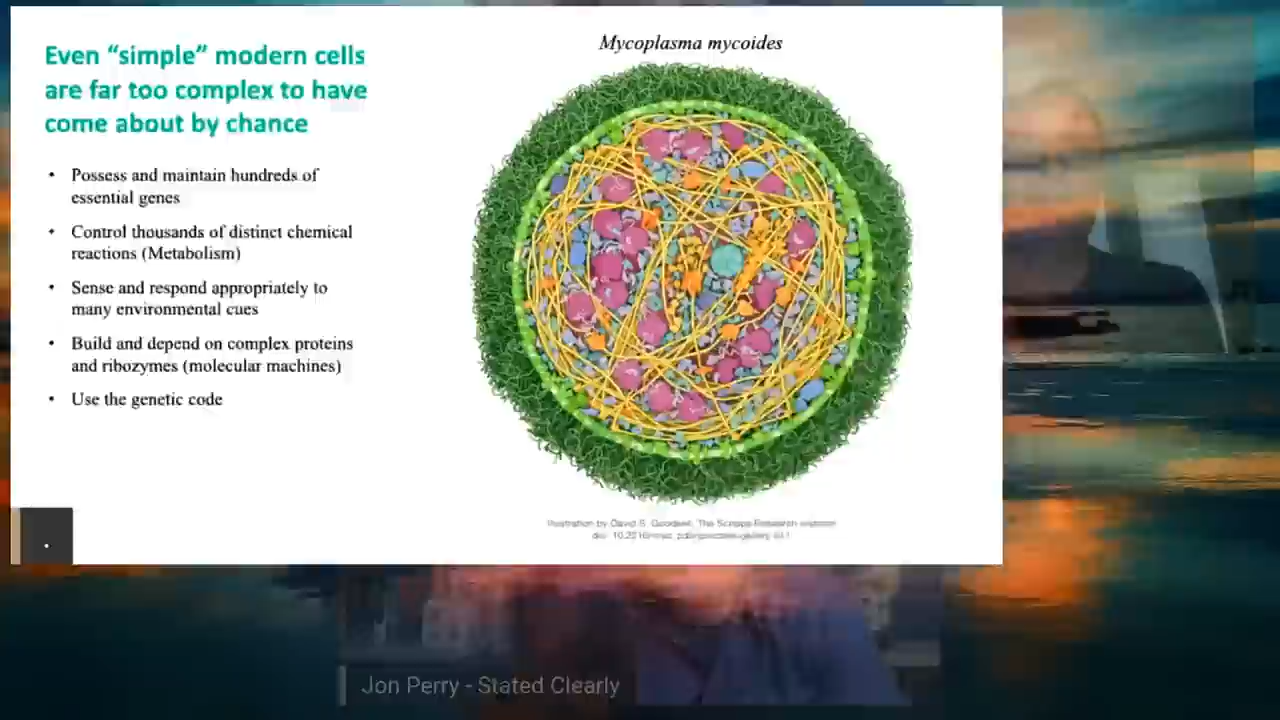 Even “simple” modern cells
are far too complex to have
come about by chance
Mycoplasma mycoides
• Possess and maintain hundreds of
essential genes
• Control thousands of distinct chemical
reactions (Metabolism)
• Sense and respond appropriately to
many environmental cues
• Build and depend on complex proteins
and ribozymes (molecular machines)
• Use the genetic code
Illustration by David S. Goodsell, The Scripps Research
Jon Perry - Stated Clearly